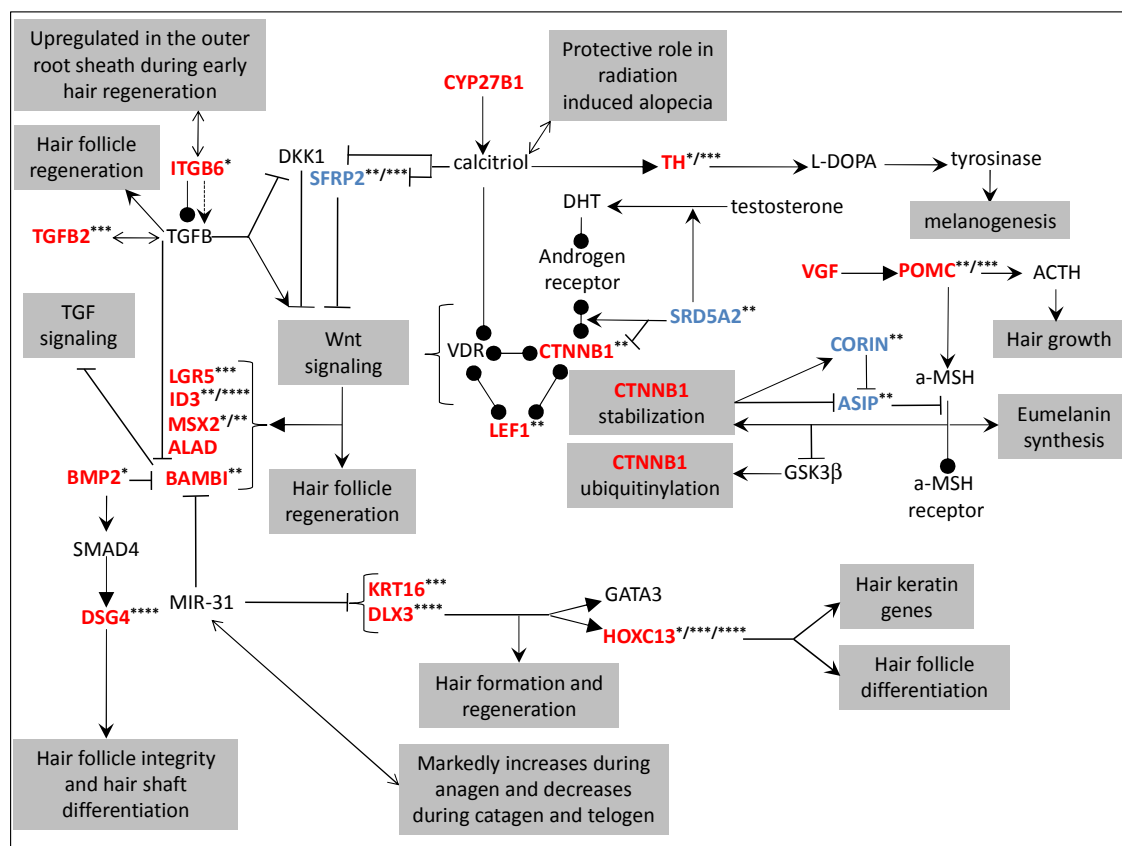 Upregulated in the outer
root sheath during early
hair regeneration
Protective role in
radiation
induced alopecia
CYP27B1
Hair follicle
regeneration
ITGB6*
DKK1
SFRP2**/***
calcitriol
TH*/***
L-DOPA
tyrosinase
melanogenesis
TGFB2***
TGFB
DHT
testosterone
Androgen
receptor
VGF
POMC**/***
ACTH
Hair growth
TGF
signaling
Wnt
signaling
VDR
CTNNB1**
SRD5A2**
CORIN**
a-MSH
LGR5***
ID3**/****
MSX2*/**
ALAD
BAMBI**
BMP2*
LEF1**
CTNNB1
stabilization
ASIP**
Eumelanin
synthesis
CTNNB1
ubiquitinylation
GSK3β
a-MSH
receptor
Hair follicle
regeneration
SMAD4
DSG4****
MIR-31
KRT16***
DLX3****
GATA3
HOXC13*/***/****
Hair keratin
genes
Hair follicle
differentiation
Hair formation and
regeneration
Hair follicle integrity
and hair shaft
differentiation
Markedly increases during
anagen and decreases
during catagen and telogen